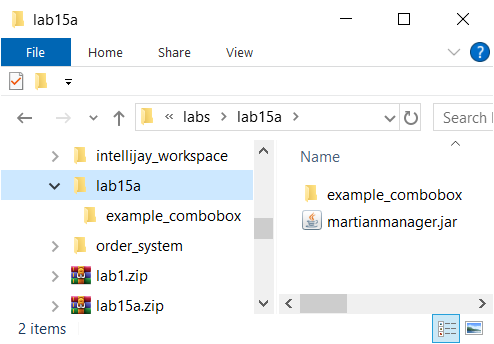 lab15a
File Home Share View
« labs > lab15a >
Search
intellijay_workspace
lab15a
example_combobox
order_system
lab1.zip
lab15a.zip
Name
example_combobox
martianmanager.jar
2 items